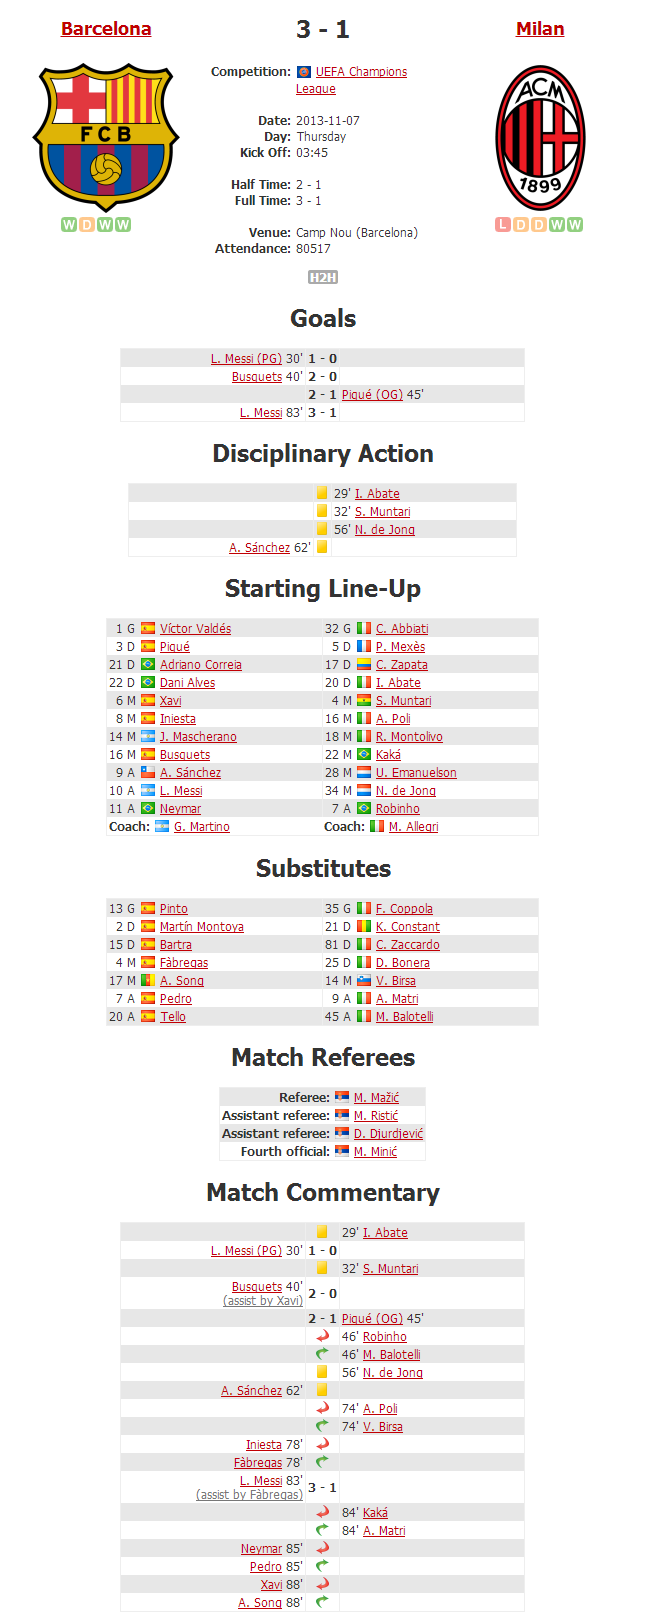 Barcelona 3 - 1 Milan
Competition: UEFA Champions
League
Date: 2013-11-07
Day: Thursday
Kick Off: 03:45
Half Time: 2 - 1
Full Time: 3 - 1
Venue: Camp Nou (Barcelona)
Attendance: 80517
FCB
ACM
1899
W D W W
L D D W W
H2H
Goals
L. Messi (PG) 30' 1 - 0
Busquets 40' 2 - 0
2 - 1 Piqué (OG) 45'
L. Messi 83' 3 - 1
Disciplinary Action
29' I. Abate
32' S. Muntari
56' N. de Jong
A. Sánchez 62'
Starting Line-Up
1 G Víctor Valdés 32 G C. Abbiati
3 D Piqué 5 D P. Mexès
21 D Adriano Correia 17 D C. Zapata
22 D Dani Alves 20 D I. Abate
6 M Xavi 4 M S. Muntari
8 M Iniesta 16 M A. Poli
14 M J. Mascherano 18 M R. Montolivo
16 M Busquets 22 M Kaká
9 A A. Sánchez 28 M U. Emanuelson
10 A L. Messi 34 M N. de Jong
11 A Neymar 7 A Robinho
Coach: G. Martino Coach: M. Allegri
Substitutes
13 G Pinto 35 G F. Coppola
2 D Martín Montoya 21 D K. Constant
15 D Bartra 81 D C. Zaccardo
4 M Fàbregas 25 D D. Bonera
17 M A. Song 14 M V. Birsa
7 A Pedro 9 A A. Matri
20 A Tello 45 A M. Balotelli
Match Referees
Referee: M. Mažić
Assistant referee: M. Ristić
Assistant referee: D. Djurdjević
Fourth official: M. Minić
Match Commentary
29' I. Abate
L. Messi (PG) 30' 1 - 0
32' S. Muntari
Busquets 40' 2 - 0
(assist by Xavi)
2 - 1 Piqué (OG) 45'
46' Robinho
46' M. Balotelli
56' N. de Jong
A. Sánchez 62'
74' A. Poli
74' V. Birsa
Iniesta 78'
Fàbregas 78'
L. Messi 83' 3 - 1
(assist by Fàbregas)
84' Kaká
84' A. Matri
Neymar 85'
Pedro 85'
Xavi 88'
A. Song 88'